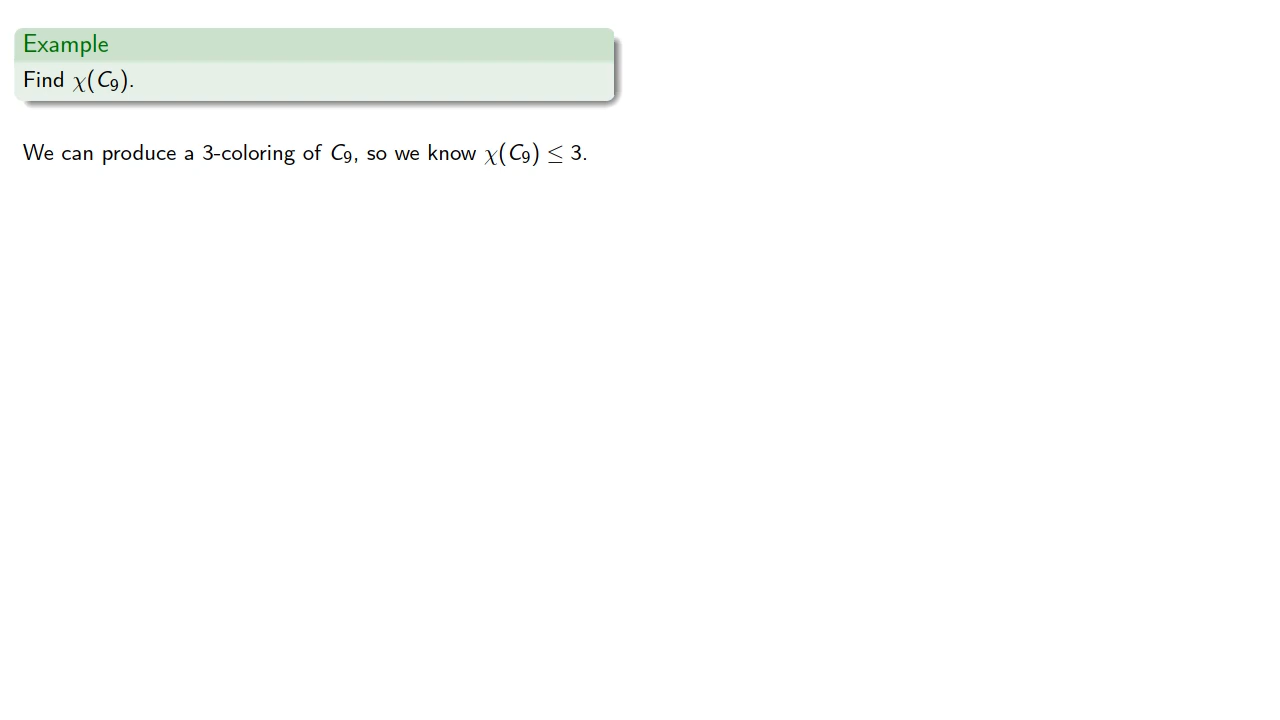 Example
Find χ(C₉).
We can produce a 3-coloring of C₉, so we know χ(C₉) ≤ 3.